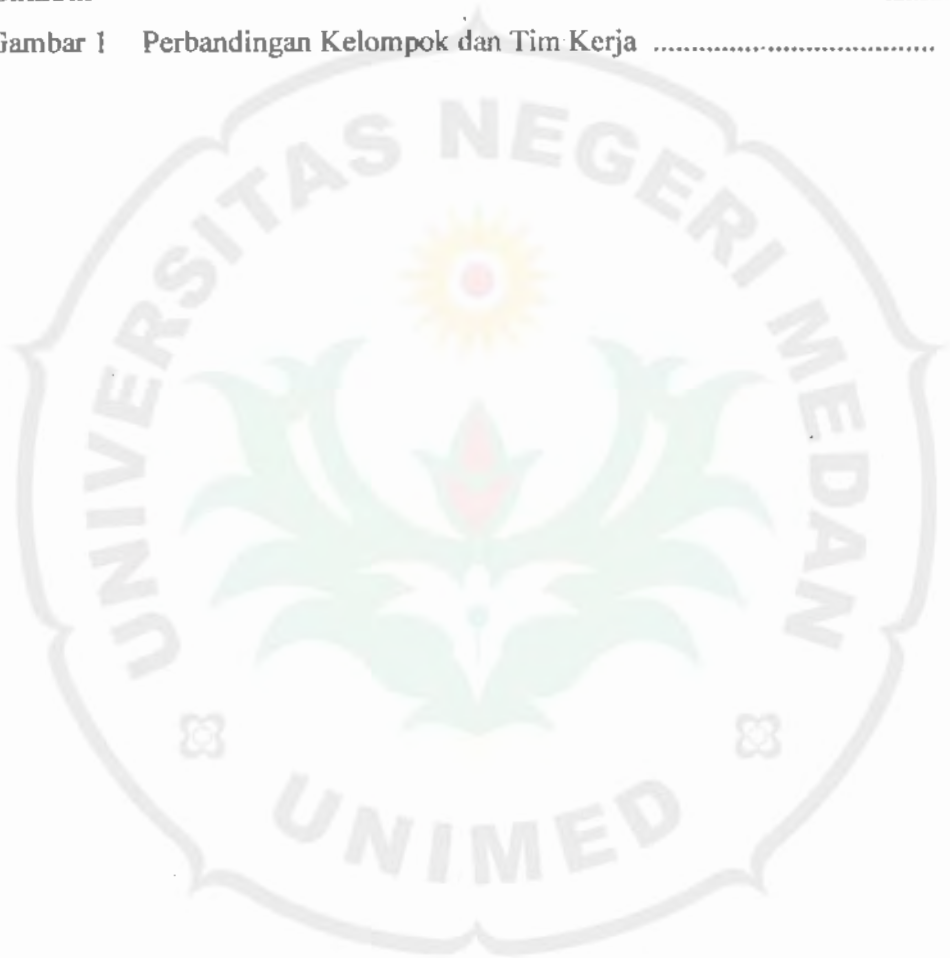 Gambar 1 Perbandingan Kelompok dan Tim Kerja ........................................
UNIVERSITAS NEGERI MEDAN
UNIMED